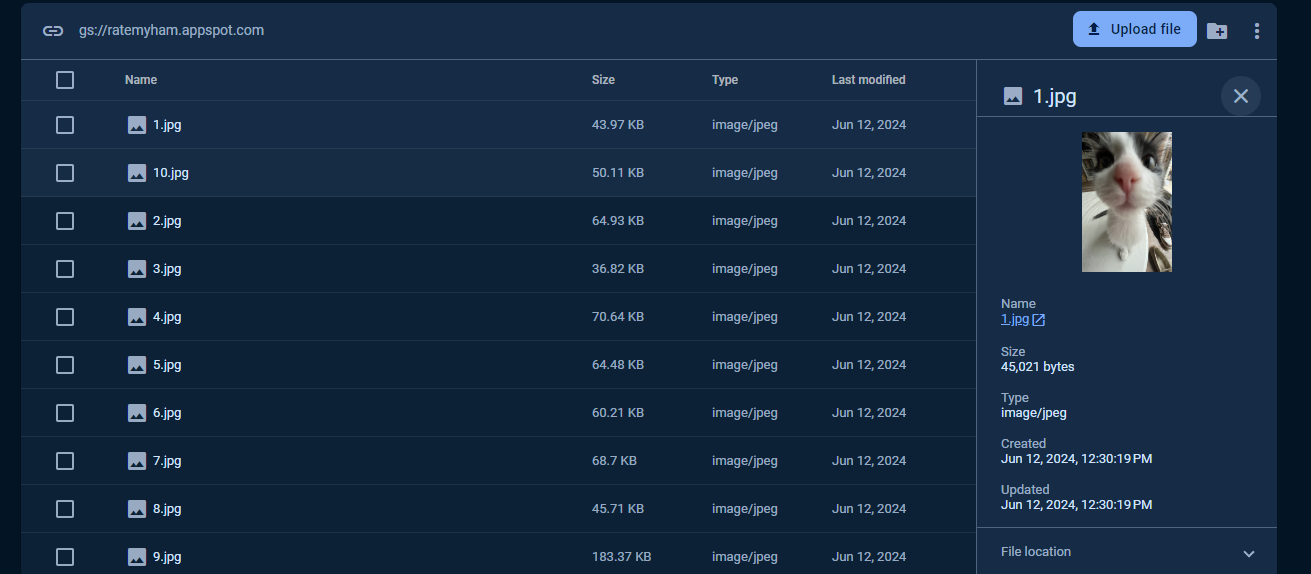 gs://ratemyham.appspot.com
Upload file
Name Size Type Last modified
1.jpg 43.97 KB image/jpeg Jun 12, 2024
10.jpg 50.11 KB image/jpeg Jun 12, 2024
2.jpg 64.93 KB image/jpeg Jun 12, 2024
3.jpg 36.82 KB image/jpeg Jun 12, 2024
4.jpg 70.64 KB image/jpeg Jun 12, 2024
5.jpg 64.48 KB image/jpeg Jun 12, 2024
6.jpg 60.21 KB image/jpeg Jun 12, 2024
7.jpg 68.7 KB image/jpeg Jun 12, 2024
8.jpg 45.71 KB image/jpeg Jun 12, 2024
9.jpg 183.37 KB image/jpeg Jun 12, 2024
1.jpg
Name
1.jpg
Size
45,021 bytes
Type
image/jpeg
Created
Jun 12, 2024, 12:30:19 PM
Updated
Jun 12, 2024, 12:30:19 PM
File location